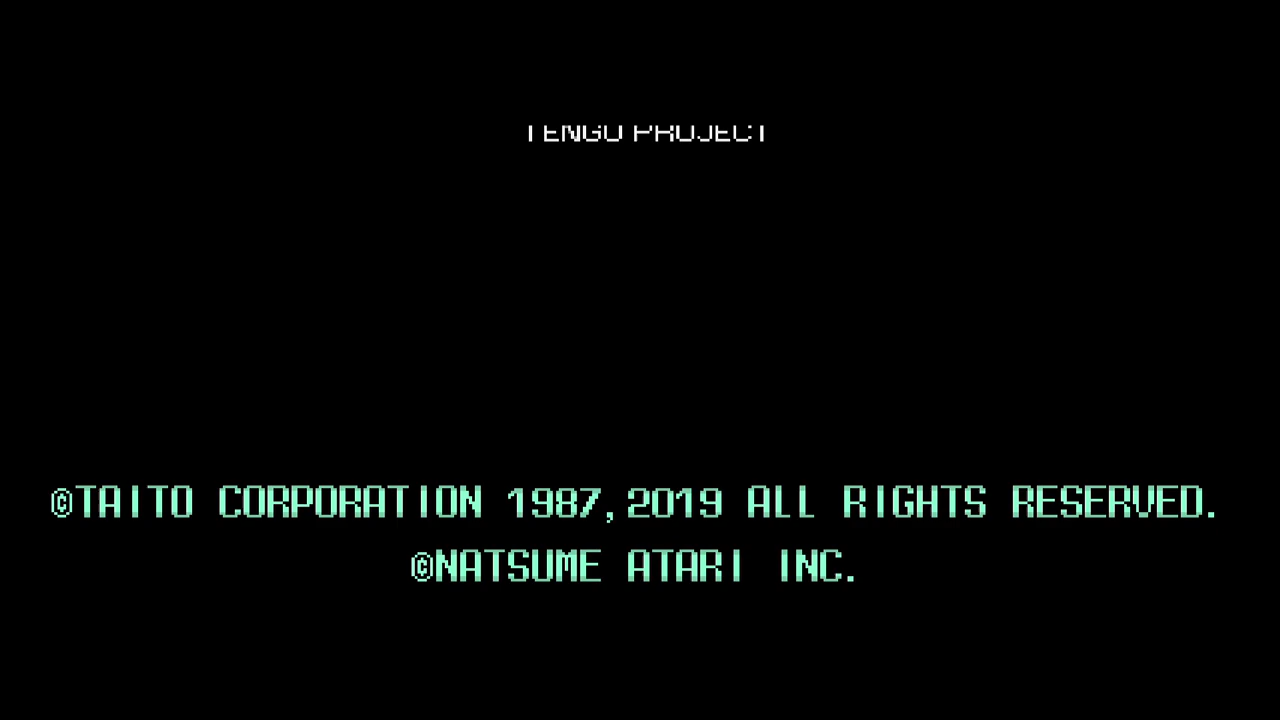 TENGO PROJECT
©TAITO CORPORATION 1987,2019 ALL RIGHTS RESERVED.
©NATSUME ATARI INC.